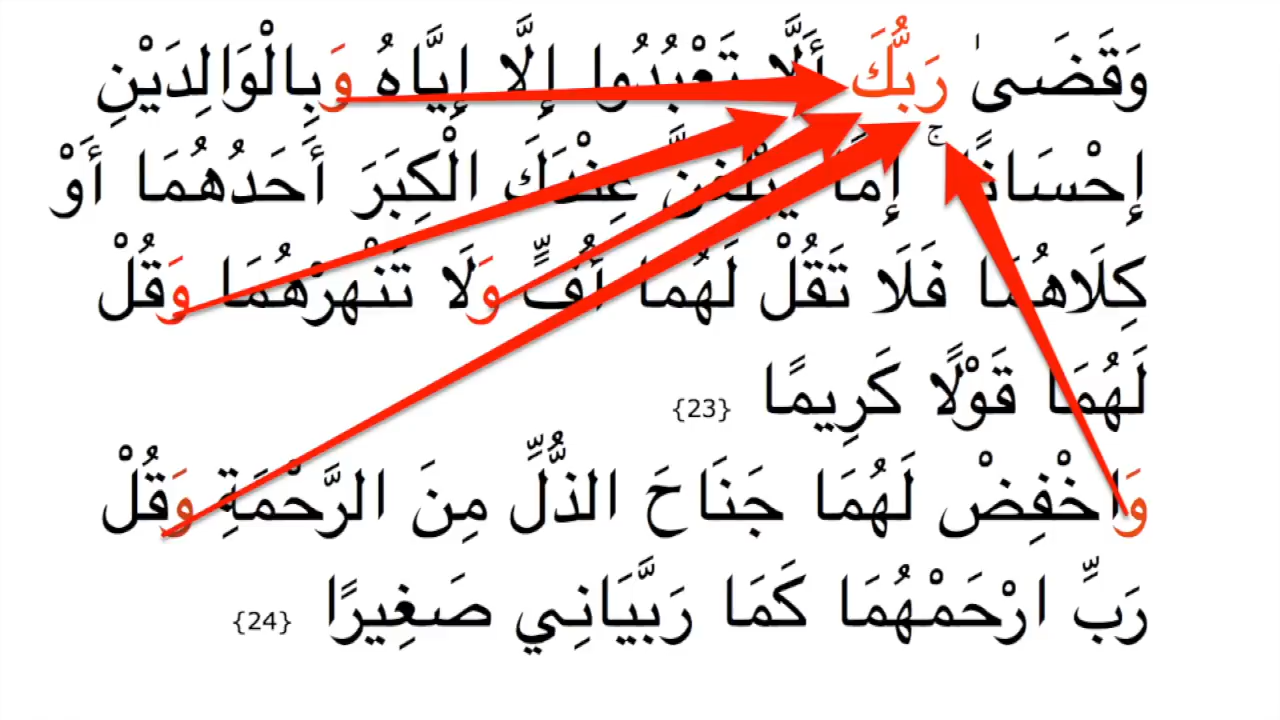 وَقَضَىٰ رَبُّكَ أَلَّا تَعْبُدُوا إِلَّا إِيَّاهُ وَبِالْوَالِدَيْنِ
إِحْسَانًا ۚ إِمَّا يَبْلُغَنَّ عِنْدَكَ الْكِبَرَ أَحَدُهُمَا أَوْ
كِلَاهُمَا فَلَا تَقُلْ لَهُمَا أُفٍّ وَلَا تَنْهَرْهُمَا وَقُلْ
لَهُمَا قَوْلًا كَرِيمًا {23}
وَاخْفِضْ لَهُمَا جَنَاحَ الذُّلِّ مِنَ الرَّحْمَةِ وَقُلْ
رَبِّ ارْحَمْهُمَا كَمَا رَبَّيَانِي صَغِيرًا {24}